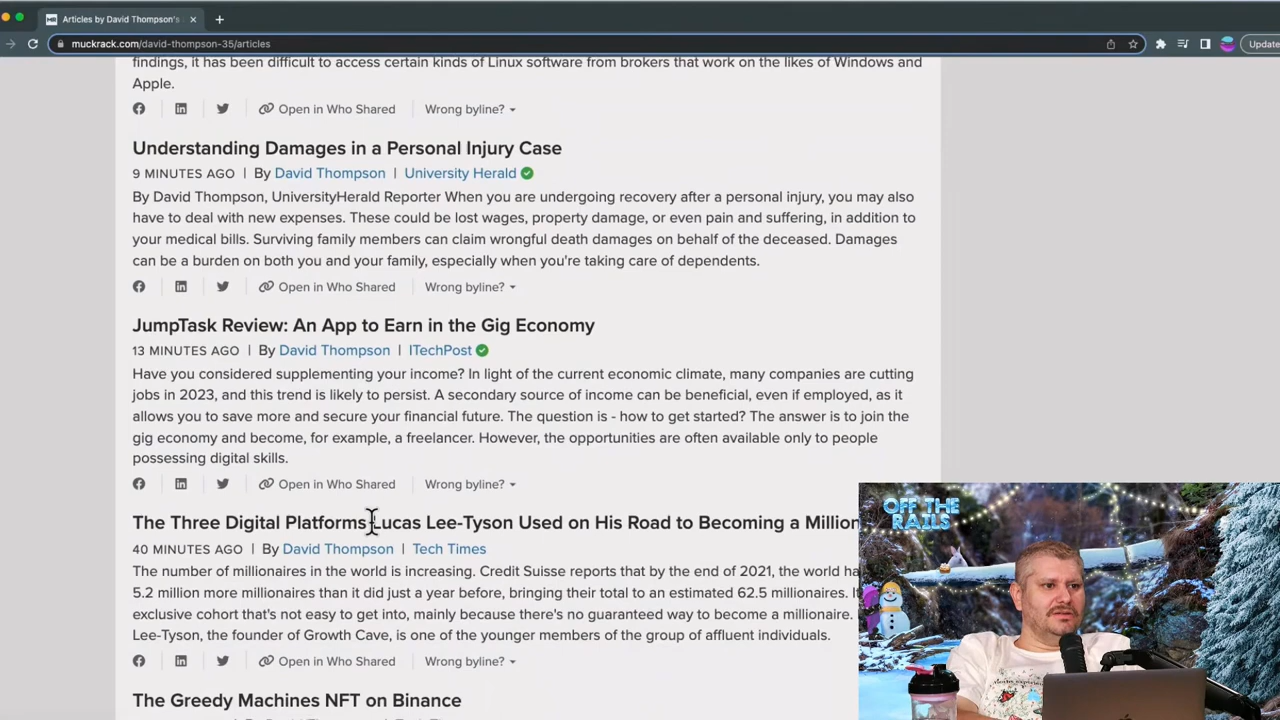 Articles by David Thompson's
muckrack.com/david-thompson-35/articles
Update
findings, it has been difficult to access certain kinds of Linux software from brokers that work on the likes of Windows and
Apple.
Open in Who Shared
Wrong byline?
Understanding Damages in a Personal Injury Case
9 MINUTES AGO | By David Thompson | University Herald
By David Thompson, UniversityHerald Reporter When you are undergoing recovery after a personal injury, you may also
have to deal with new expenses. These could be lost wages, property damage, or even pain and suffering, in addition to
your medical bills. Surviving family members can claim wrongful death damages on behalf of the deceased. Damages
can be a burden on both you and your family, especially when you're taking care of dependents.
Open in Who Shared
Wrong byline?
JumpTask Review: An App to Earn in the Gig Economy
13 MINUTES AGO | By David Thompson | ITechPost
Have you considered supplementing your income? In light of the current economic climate, many companies are cutting
jobs in 2023, and this trend is likely to persist. A secondary source of income can be beneficial, even if employed, as it
allows you to save more and secure your financial future. The question is - how to get started? The answer is to join the
gig economy and become, for example, a freelancer. However, the opportunities are often available only to people
possessing digital skills.
Open in Who Shared
Wrong byline?
The Three Digital Platforms Lucas Lee-Tyson Used on His Road to Becoming a Million
40 MINUTES AGO | By David Thompson | Tech Times
The number of millionaires in the world is increasing. Credit Suisse reports that by the end of 2021, the world ha
5.2 million more millionaires than it did just a year before, bringing their total to an estimated 62.5 millionaires. I
exclusive cohort that's not easy to get into, mainly because there's no guaranteed way to become a millionaire.
Lee-Tyson, the founder of Growth Cave, is one of the younger members of the group of affluent individuals.
Open in Who Shared
Wrong byline?
The Greedy Machines NFT on Binance
OFF THE
RAILS